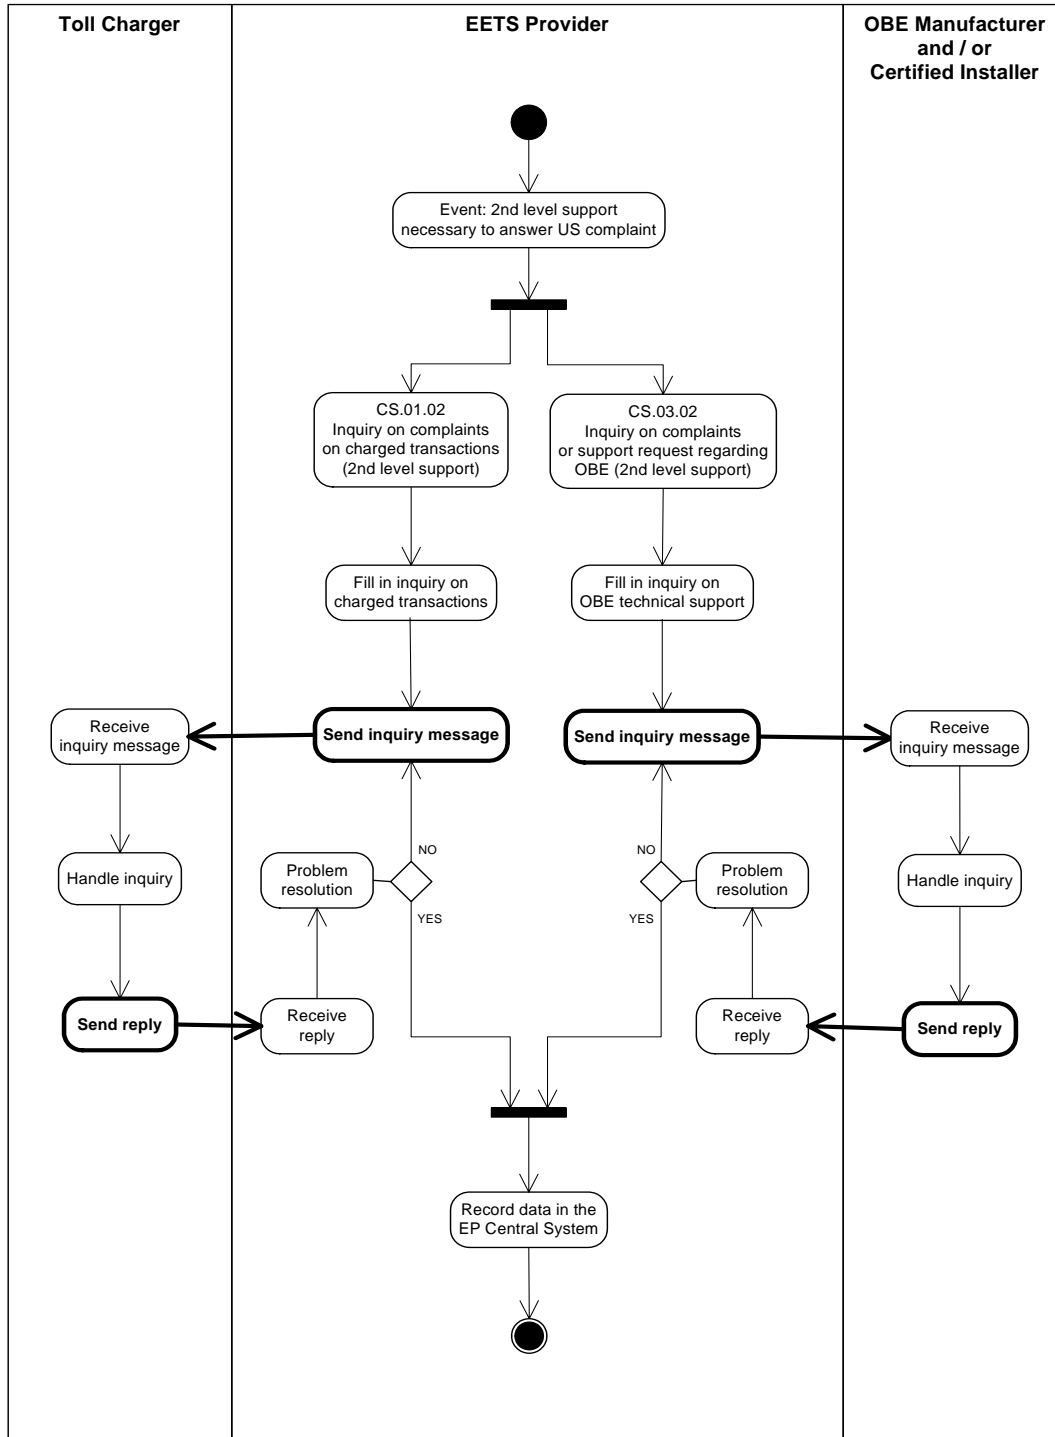 Toll Charger
EETS Provider
OBE Manufacturer
and / or
Certified Installer
Event: 2nd level support
necessary to answer US complaint
CS.01.02
Inquiry on complaints
on charged transactions
(2nd level support)
CS.03.02
Inquiry on complaints
or support request regarding
OBE (2nd level support)
Fill in inquiry on
charged transactions
Fill in inquiry on
OBE technical support
Receive
inquiry message
Send inquiry message
Send inquiry message
Receive
inquiry message
Handle inquiry
Problem
resolution
NO
YES
NO
YES
Problem
resolution
Handle inquiry
Send reply
Receive
reply
Receive
reply
Send reply
Record data in the
EP Central System